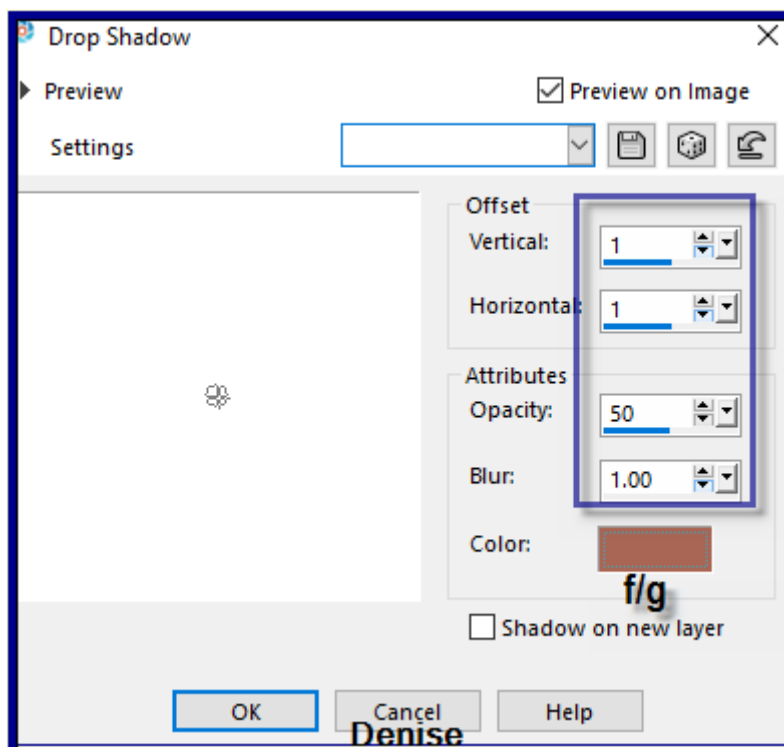 Drop Shadow
Preview
Preview on Image
Settings
Offset
Vertical:
1
Horizontal:
1
Attributes
Opacity:
50
Blur:
1.00
Color:
f/g
Shadow on new layer
OK
Cancel
Help
Denise